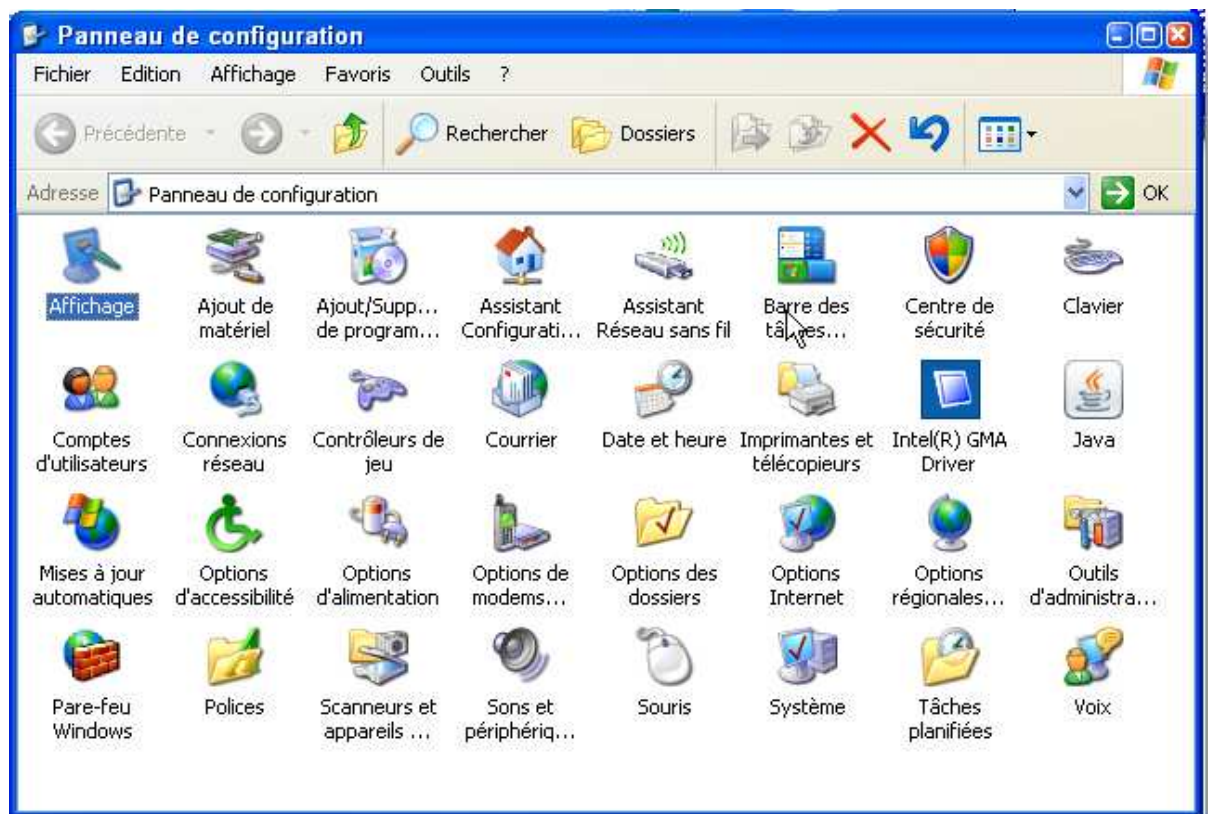 Panneau de configuration
Fichier Edition Affichage Favoris Outils ?
Précédente Rechercher Dossiers
Adresse Panneau de configuration OK
Affichage
Ajout de
matériel
Ajout/Supp...
de program...
Assistant
Configurati...
Assistant
Réseau sans fil
Barre des
tâches...
Centre de
sécurité
Clavier
Comptes
d'utilisateurs
Connexions
réseau
Contrôleurs de
jeu
Courrier
Date et heure
Imprimantes et
télécopieurs
Intel(R) GMA
Driver
Java
Mises à jour
automatiques
Options
d'accessibilité
Options
d'alimentation
Options de
modems...
Options des
dossiers
Options
Internet
Options
régionales...
Outils
d'administra...
Pare-feu
Windows
Polices
Scanneurs et
appareils ...
Sons et
périphériq...
Souris
Système
Tâches
planifiées
Voix